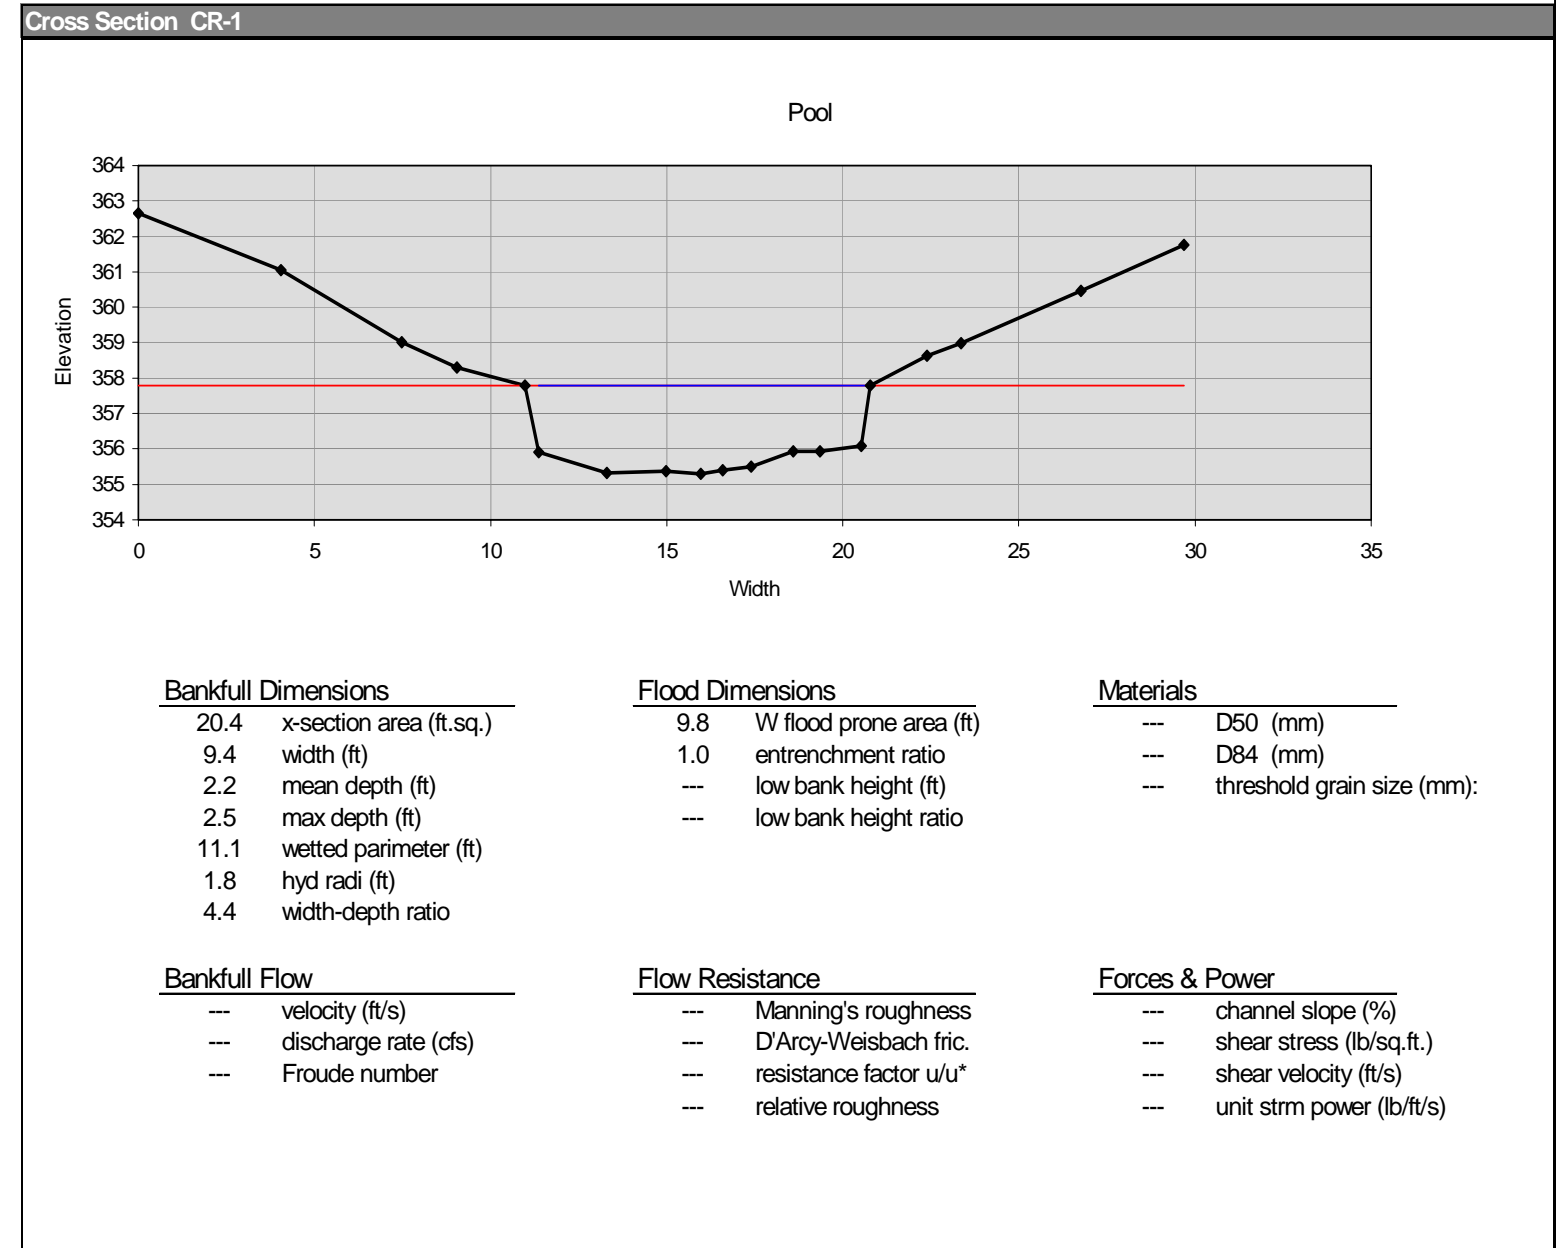 Cross Section CR-1
Pool
364
363
362
361
360
359
358
357
356
355
354
Elevation
0 5 10 15 20 25 30 35
Width
Bankfull Dimensions
20.4 x-section area (ft.sq.)
9.4 width (ft)
2.2 mean depth (ft)
2.5 max depth (ft)
11.1 wetted parimeter (ft)
1.8 hyd radi (ft)
4.4 width-depth ratio
Flood Dimensions
9.8 W flood prone area (ft)
1.0 entrenchment ratio
--- low bank height (ft)
--- low bank height ratio
Materials
--- D50 (mm)
--- D84 (mm)
--- threshold grain size (mm):
Bankfull Flow
--- velocity (ft/s)
--- discharge rate (cfs)
--- Froude number
Flow Resistance
--- Manning's roughness
--- D'Arcy-Weisbach fric.
--- resistance factor u/u*
--- relative roughness
Forces & Power
--- channel slope (%)
--- shear stress (lb/sq.ft.)
--- shear velocity (ft/s)
--- unit strm power (lb/ft/s)